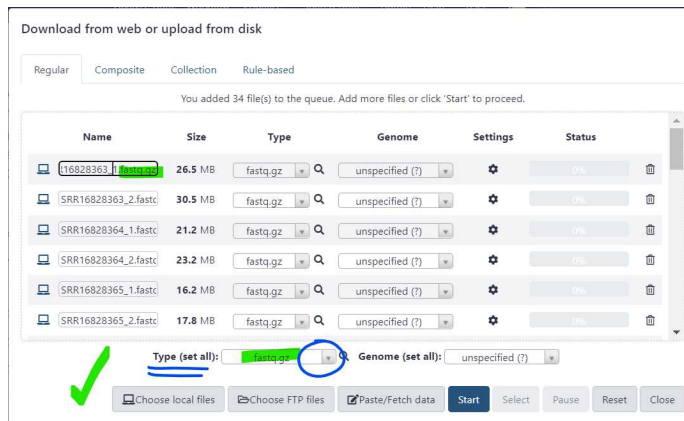 Download from web or upload from disk
Regular Composite Collection Rule-based
You added 34 file(s) to the queue. Add more files or click 'Start' to proceed.
Name Size Type Genome Settings Status
16828363_1.fastq.gz 26.5 MB fastq.gz unspecified (?) 0%
SRR16828363_2.fastc 30.5 MB fastq.gz unspecified (?) 0%
SRR16828364_1.fastc 21.2 MB fastq.gz unspecified (?) 0%
SRR16828364_2.fastc 23.2 MB fastq.gz unspecified (?) 0%
SRR16828365_1.fastc 16.2 MB fastq.gz unspecified (?) 0%
SRR16828365_2.fastc 17.8 MB fastq.gz unspecified (?) 0%
Type (set all): fastq.gz Genome (set all): unspecified (?)
Choose local files Choose FTP files Paste/Fetch data Start Select Pause Reset Close